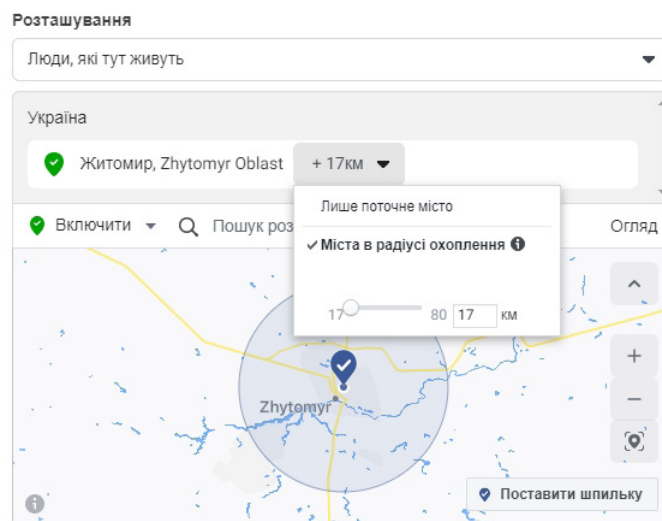 Розташування
Люди, які тут живуть
Україна
Житомир, Zhytomyr Oblast + 17км
Лише поточне місто
Включити Пошук роз Огляд
Міста в радіусі охоплення
17 80 17 км
Zhytomyr
Поставити шпильку